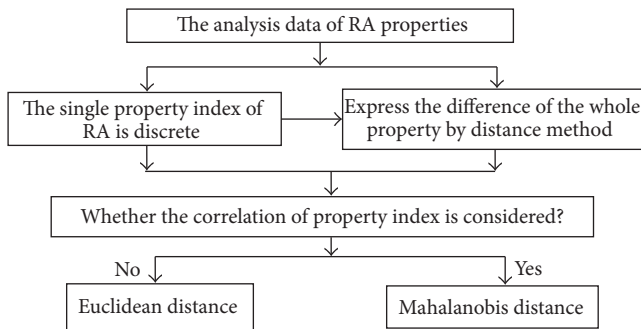 The analysis data of RA properties
The single property index of
RA is discrete
Express the difference of the whole
property by distance method
Whether the correlation of property index is considered?
No
Yes
Euclidean distance
Mahalanobis distance